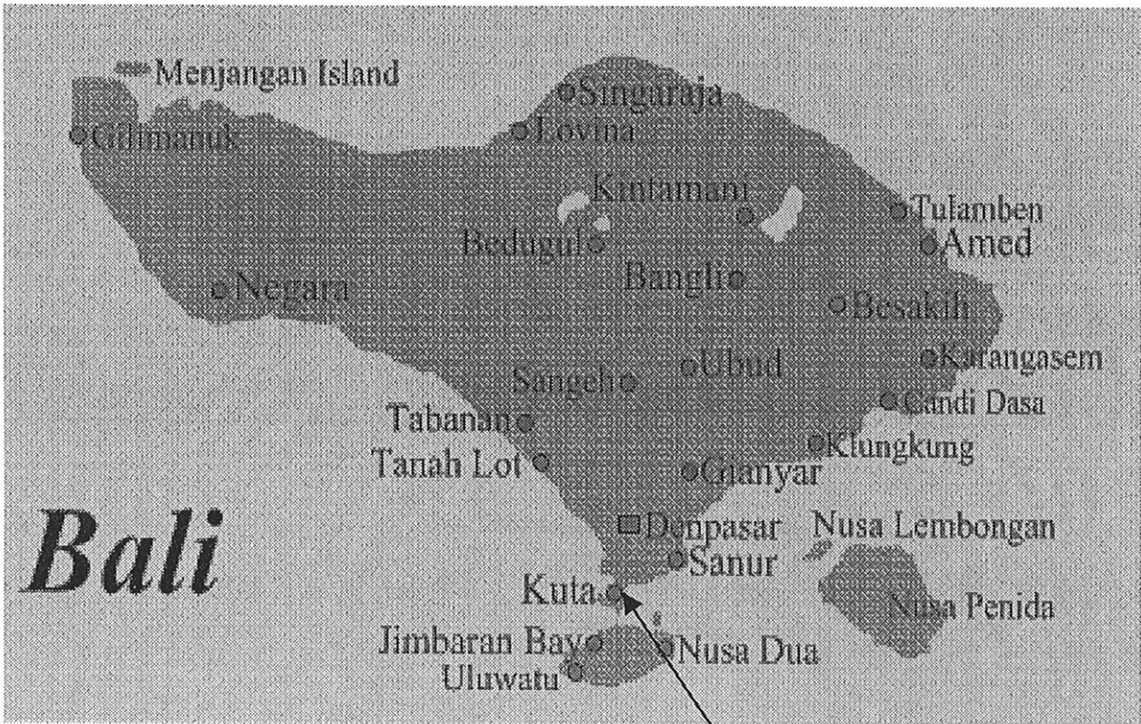 Menjangan Island
Singaraja
Gilimanuk
Lovina
Kintamani
Tulamben
Bedugul
Amed
Bangli
Negara
Besakih
Ubud
Karangasem
Sangeh
Candi Dasa
Tabanan
Klungkung
Tanah Lot
Gianyar
Bali
Denpasar
Nusa Lembongan
Sanur
Kuta
Nusa Penida
Jimbaran Bay
Nusa Dua
Uluwatu